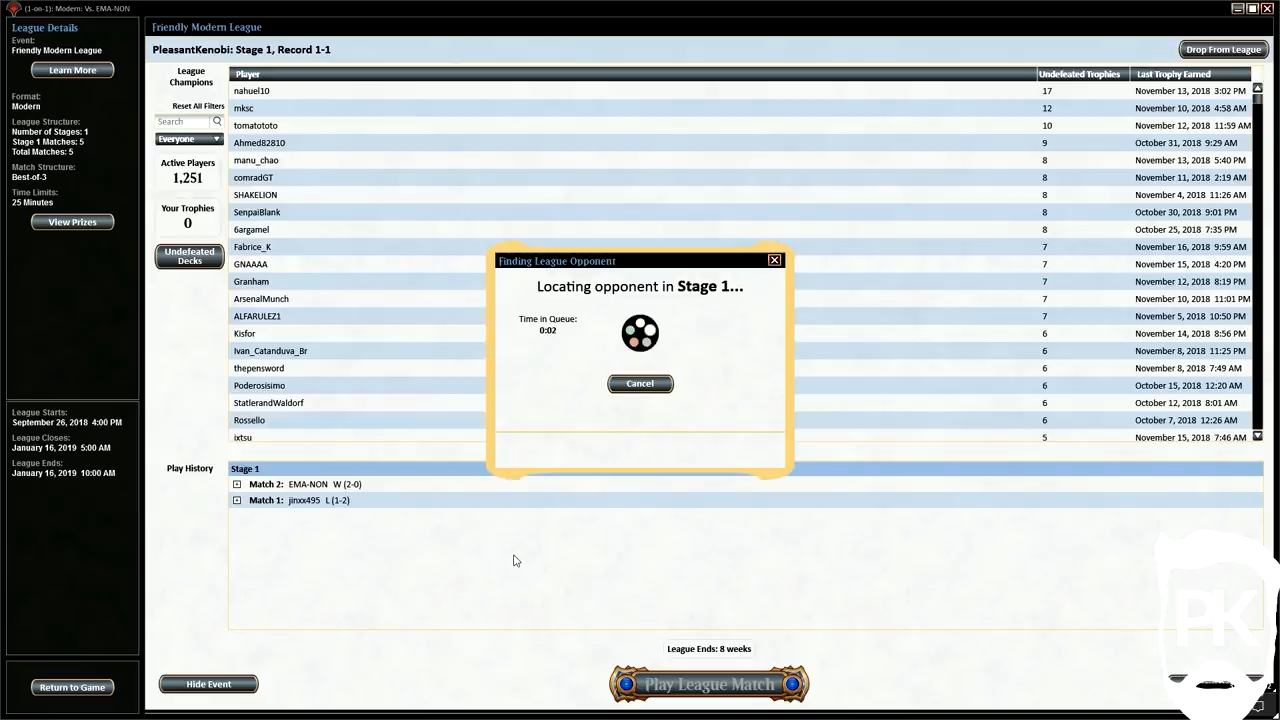 (1-on-1): Modern: Vs. EMA-NON
League Details
Event:
Friendly Modern League
Learn More
Format:
Modern
League Structure:
Number of Stages: 1
Stage 1 Matches: 5
Total Matches: 5
Match Structure:
Best-of-3
Time Limits:
25 Minutes
View Prizes
League Starts:
September 26, 2018 4:00 PM
League Closes:
January 16, 2019 5:00 AM
League Ends:
January 16, 2019 10:00 AM
Return to Game
Friendly Modern League
PleasantKenobi: Stage 1, Record 1-1
Drop From League
League
Champions
Reset All Filters
Search
Everyone
Active Players
1,251
Your Trophies
0
Undefeated
Decks
Player Undefeated Trophies Last Trophy Earned
nahuel10 17 November 13, 2018 3:02 PM
mksc 12 November 10, 2018 4:58 AM
tomatototo 10 November 12, 2018 11:59 AM
Ahmed82810 9 October 31, 2018 9:29 AM
manu_chao 8 November 13, 2018 5:40 PM
comradGT 8 November 11, 2018 2:19 AM
SHAKELION 8 November 4, 2018 11:26 AM
SenpaiBlank 8 October 30, 2018 9:01 PM
6argamel 8 October 25, 2018 7:35 PM
Fabrice_K 7 November 16, 2018 9:59 AM
GNAAAA 7 November 15, 2018 4:20 PM
Granham 7 November 12, 2018 8:19 PM
ArsenalMunch 7 November 10, 2018 11:01 PM
ALFARULEZ1 7 November 5, 2018 10:50 PM
Kisfor 6 November 14, 2018 8:56 PM
Ivan_Catanduva_Br 6 November 8, 2018 11:25 PM
thepensword 6 November 8, 2018 7:49 AM
Poderosisimo 6 October 15, 2018 12:20 AM
StatlerandWaldorf 6 October 12, 2018 8:01 AM
Rossello 6 October 7, 2018 12:26 AM
ixtsu 5 November 15, 2018 7:46 AM
Finding League Opponent
Locating opponent in Stage 1...
Time in Queue:
0:02
Cancel
Play History
Stage 1
Match 2: EMA-NON W (2-0)
Match 1: jinxx495 L (1-2)
League Ends: 8 weeks
Hide Event
Play League Match
PK